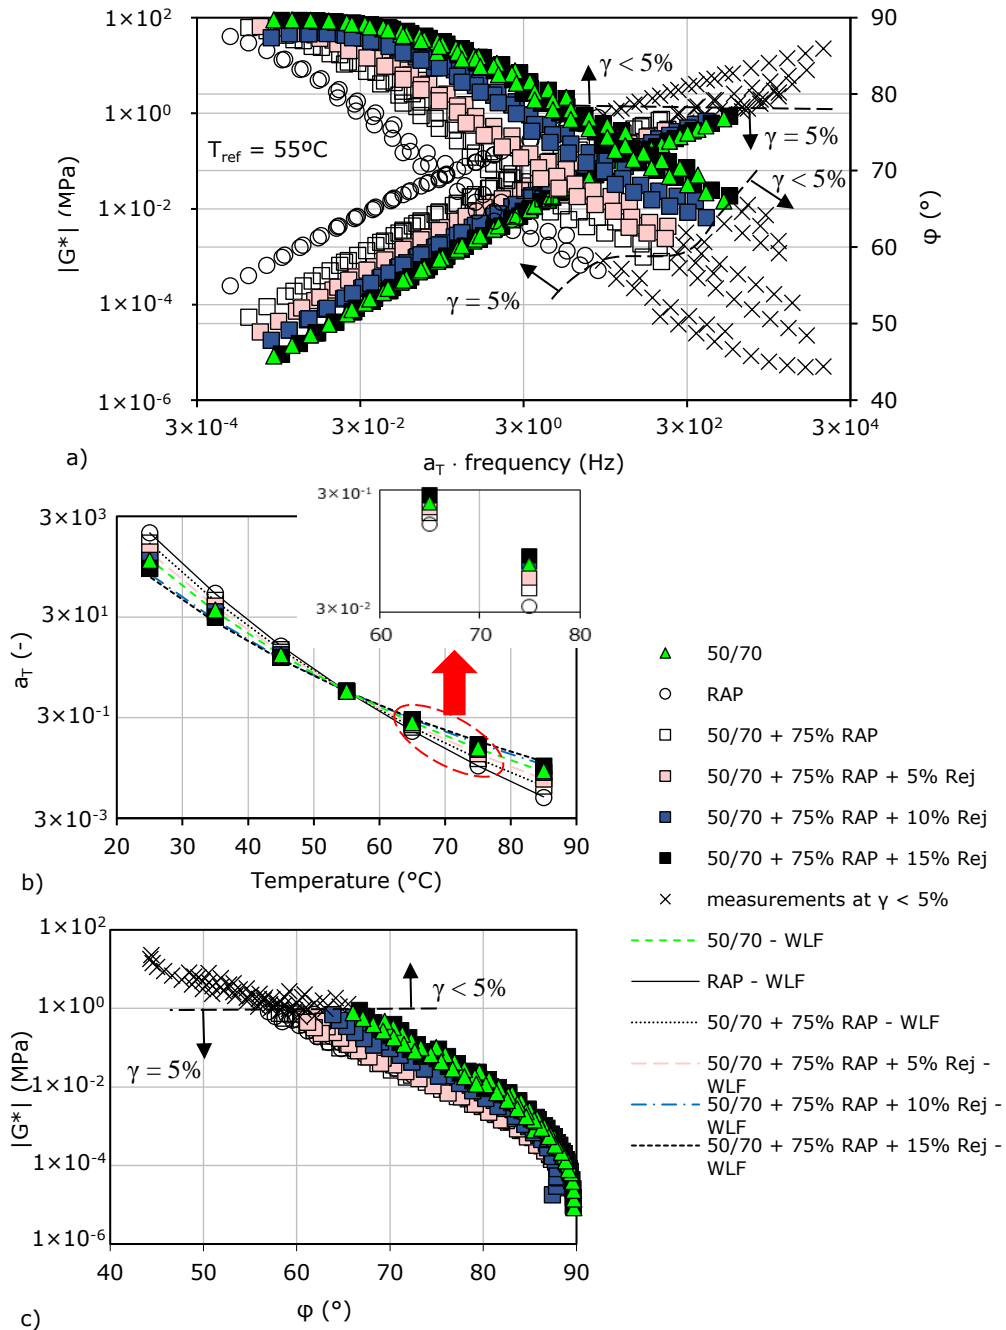 1×10²
1×10⁰
1×10⁻²
1×10⁻⁴
1×10⁻⁶
|G*| (MPa)
90
80
70
60
50
40
φ (°)
γ < 5%
γ = 5%
γ < 5%
γ = 5%
T_ref = 55ºC
3×10⁻⁴
3×10⁻²
3×10⁰
3×10²
3×10⁴
a)
a_T · frequency (Hz)
3×10³
3×10¹
3×10⁻¹
3×10⁻³
a_T (-)
3×10⁻¹
3×10⁻²
60
70
80
20
30
40
50
60
70
80
90
b)
Temperature (°C)
50/70
RAP
50/70 + 75% RAP
50/70 + 75% RAP + 5% Rej
50/70 + 75% RAP + 10% Rej
50/70 + 75% RAP + 15% Rej
measurements at γ < 5%
50/70 - WLF
RAP - WLF
50/70 + 75% RAP - WLF
50/70 + 75% RAP + 5% Rej -
WLF
50/70 + 75% RAP + 10% Rej -
WLF
50/70 + 75% RAP + 15% Rej -
WLF
1×10²
1×10⁰
1×10⁻²
1×10⁻⁴
1×10⁻⁶
|G*| (MPa)
γ < 5%
γ = 5%
40
50
60
70
80
90
c)
φ (°)